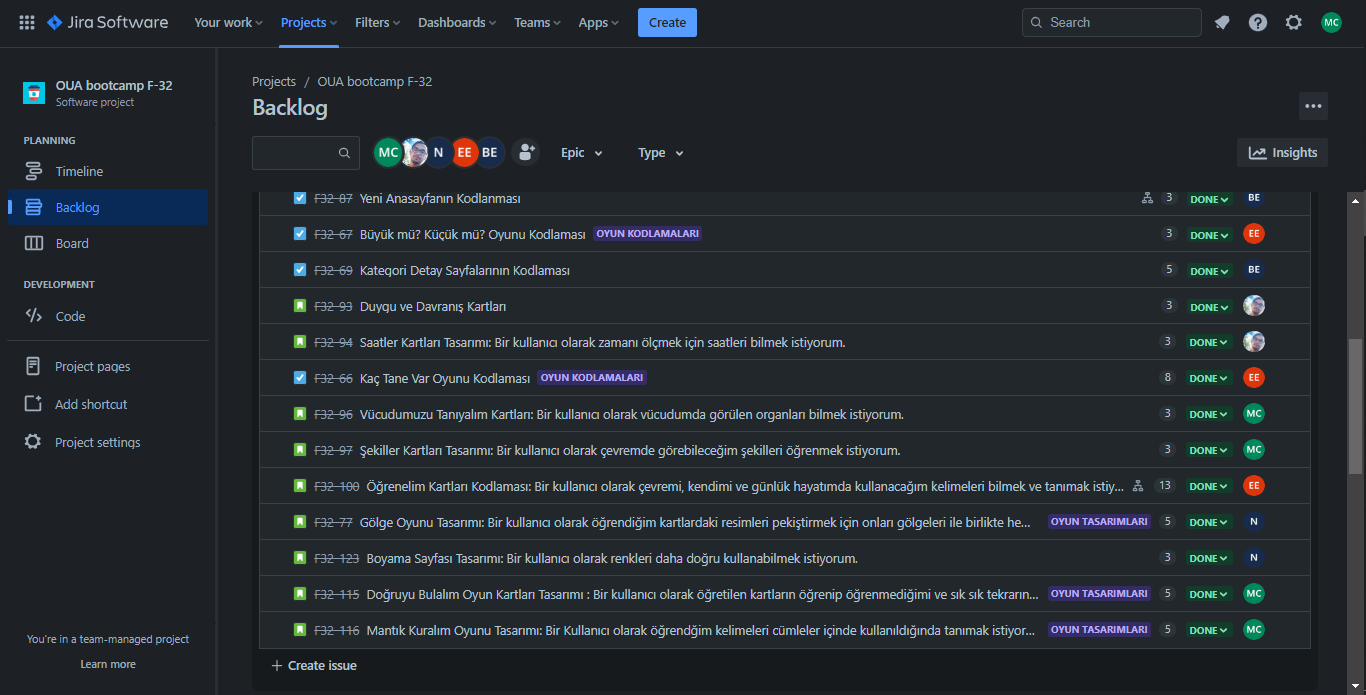 Jira Software Your work Projects Filters Dashboards Teams Apps Create Search MC
OUA bootcamp F-32
Software project
PLANNING
Timeline
Backlog
Board
DEVELOPMENT
Code
Project pages
Add shortcut
Project settings
You're in a team-managed project
Learn more
Projects / OUA bootcamp F-32
Backlog
MC N EE BE Epic Type Insights
F32-87 Yeni Anasayfanın Kodlanması 3 DONE BE
F32-67 Büyük mü? Küçük mü? Oyunu Kodlaması OYUN KODLAMALARI 3 DONE EE
F32-69 Kategori Detay Sayfalarının Kodlaması 5 DONE BE
F32-93 Duygu ve Davranış Kartları 3 DONE
F32-94 Saatler Kartları Tasarımı: Bir kullanıcı olarak zamanı ölçmek için saatleri bilmek istiyorum. 3 DONE
F32-66 Kaç Tane Var Oyunu Kodlaması OYUN KODLAMALARI 8 DONE EE
F32-96 Vücudumuzu Tanıyalım Kartları: Bir kullanıcı olarak vücudumda görülen organları bilmek istiyorum. 3 DONE MC
F32-97 Şekiller Kartları Tasarımı: Bir kullanıcı olarak çevremde görebileceğim şekilleri öğrenmek istiyorum. 3 DONE MC
F32-100 Öğrenelim Kartları Kodlaması: Bir kullanıcı olarak çevremi, kendimi ve günlük hayatımda kullanacağım kelimeleri bilmek ve tanımak istiy... 13 DONE EE
F32-77 Gölge Oyunu Tasarımı: Bir kullanıcı olarak öğrendiğim kartlardaki resimleri pekiştirmek için onları gölgeleri ile birlikte he... OYUN TASARIMLARI 5 DONE N
F32-123 Boyama Sayfası Tasarımı: Bir kullanıcı olarak renkleri daha doğru kullanabilmek istiyorum. 3 DONE N
F32-115 Doğruyu Bulalım Oyun Kartları Tasarımı : Bir kullanıcı olarak öğretilen kartların öğrenip öğrenmediğimi ve sık sık tekrarın... OYUN TASARIMLARI 5 DONE MC
F32-116 Mantık Kuralım Oyunu Tasarımı: Bir Kullanıcı olarak öğrendğim kelimeleri cümleler içinde kullanıldığında tanımak istiyor... OYUN TASARIMLARI 5 DONE MC
+ Create issue